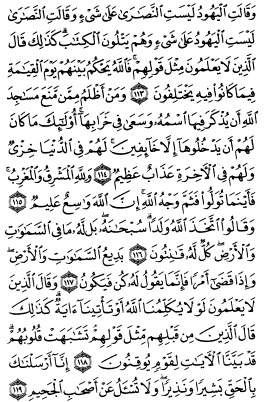 وَقَالَتِ الْيَهُودُ لَيْسَتِ النَّصَارَىٰ عَلَىٰ شَيْءٍ وَقَالَتِ النَّصَارَىٰ
لَيْسَتِ الْيَهُودُ عَلَىٰ شَيْءٍ وَهُمْ يَتْلُونَ الْكِتَابَ ۗ كَذَٰلِكَ قَالَ
الَّذِينَ لَا يَعْلَمُونَ مِثْلَ قَوْلِهِمْ ۚ فَاللَّهُ يَحْكُمُ بَيْنَهُمْ يَوْمَ الْقِيَامَةِ
فِيمَا كَانُوا فِيهِ يَخْتَلِفُونَ ﴿١١٣﴾ وَمَنْ أَظْلَمُ مِمَّن مَّنَعَ مَسَاجِدَ
اللَّهِ أَن يُذْكَرَ فِيهَا اسْمُهُ وَسَعَىٰ فِي خَرَابِهَا ۚ أُولَٰئِكَ مَا كَانَ
لَهُمْ أَن يَدْخُلُوهَا إِلَّا خَائِفِينَ ۚ لَهُمْ فِي الدُّنْيَا خِزْيٌ
وَلَهُمْ فِي الْآخِرَةِ عَذَابٌ عَظِيمٌ ﴿١١٤﴾ وَلِلَّهِ الْمَشْرِقُ وَالْمَغْرِبُ ۚ
فَأَيْنَمَا تُوَلُّوا فَثَمَّ وَجْهُ اللَّهِ ۚ إِنَّ اللَّهَ وَاسِعٌ عَلِيمٌ ﴿١١٥﴾
وَقَالُوا اتَّخَذَ اللَّهُ وَلَدًا ۗ سُبْحَانَهُ ۖ بَل لَّهُ مَا فِي السَّمَاوَاتِ
وَالْأَرْضِ ۖ كُلٌّ لَّهُ قَانِتُونَ ﴿١١٦﴾ بَدِيعُ السَّمَاوَاتِ وَالْأَرْضِ ۖ
وَإِذَا قَضَىٰ أَمْرًا فَإِنَّمَا يَقُولُ لَهُ كُن فَيَكُونُ ﴿١١٧﴾ وَقَالَ الَّذِينَ
لَا يَعْلَمُونَ لَوْلَا يُكَلِّمُنَا اللَّهُ أَوْ تَأْتِينَا آيَةٌ ۗ كَذَٰلِكَ
قَالَ الَّذِينَ مِن قَبْلِهِم مِّثْلَ قَوْلِهِمْ ۘ تَشَابَهَتْ قُلُوبُهُمْ ۗ
قَدْ بَيَّنَّا الْآيَاتِ لِقَوْمٍ يُوقِنُونَ ﴿١١٨﴾ إِنَّا أَرْسَلْنَاكَ
بِالْحَقِّ بَشِيرًا وَنَذِيرًا ۖ وَلَا تُسْأَلُ عَنْ أَصْحَابِ الْجَحِيمِ ﴿١١٩﴾